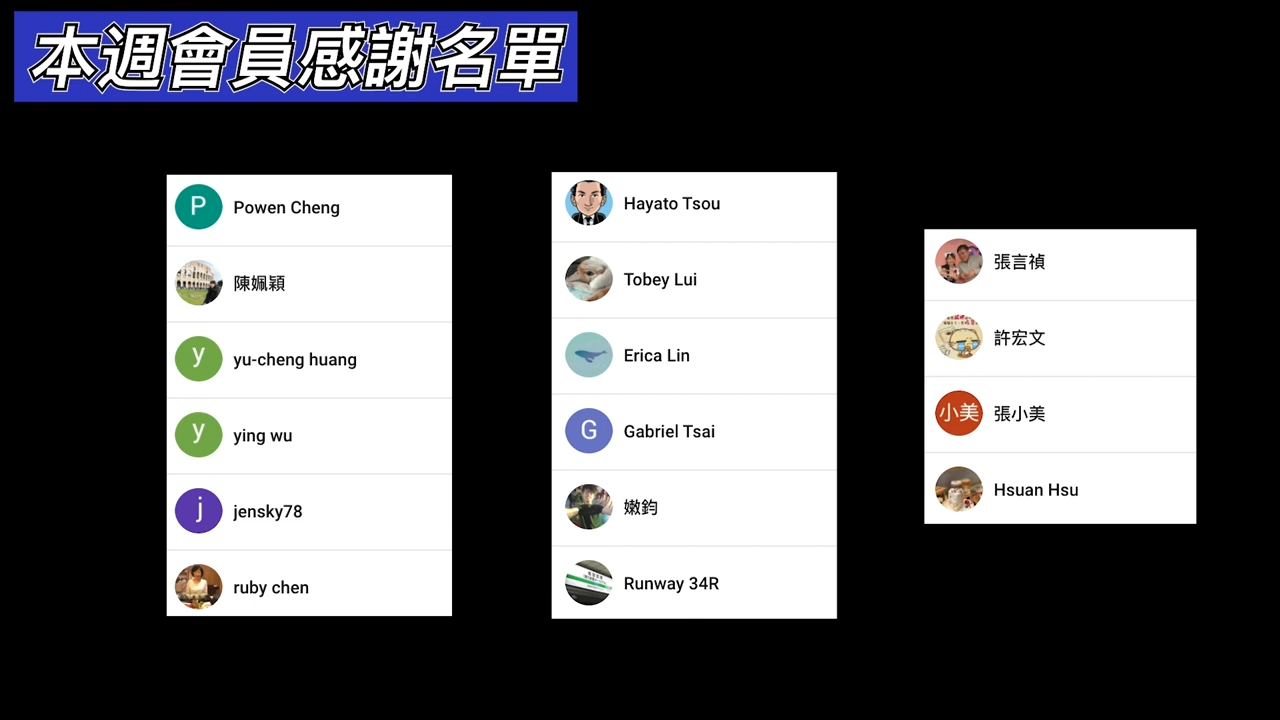 本週會員感謝名單
P
Powen Cheng
陳姵穎
y
yu-cheng huang
y
ying wu
j
jensky78
ruby chen
Hayato Tsou
Tobey Lui
Erica Lin
G
Gabriel Tsai
嫩鈞
Runway 34R
張言禎
許宏文
小美
張小美
Hsuan Hsu